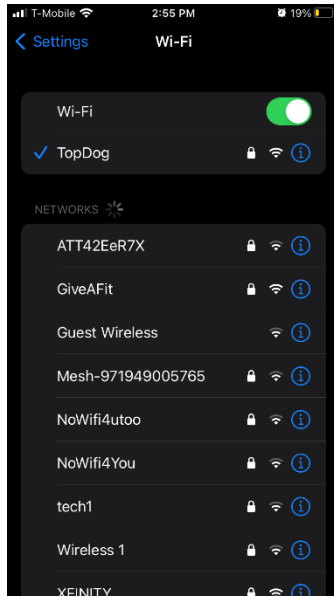 T-Mobile 2:55 PM 19%
Settings Wi-Fi
Wi-Fi
TopDog
NETWORKS
ATT42EeR7X
GiveAFit
Guest Wireless
Mesh-971949005765
NoWifi4utoo
NoWifi4You
tech1
Wireless 1
XFINITY